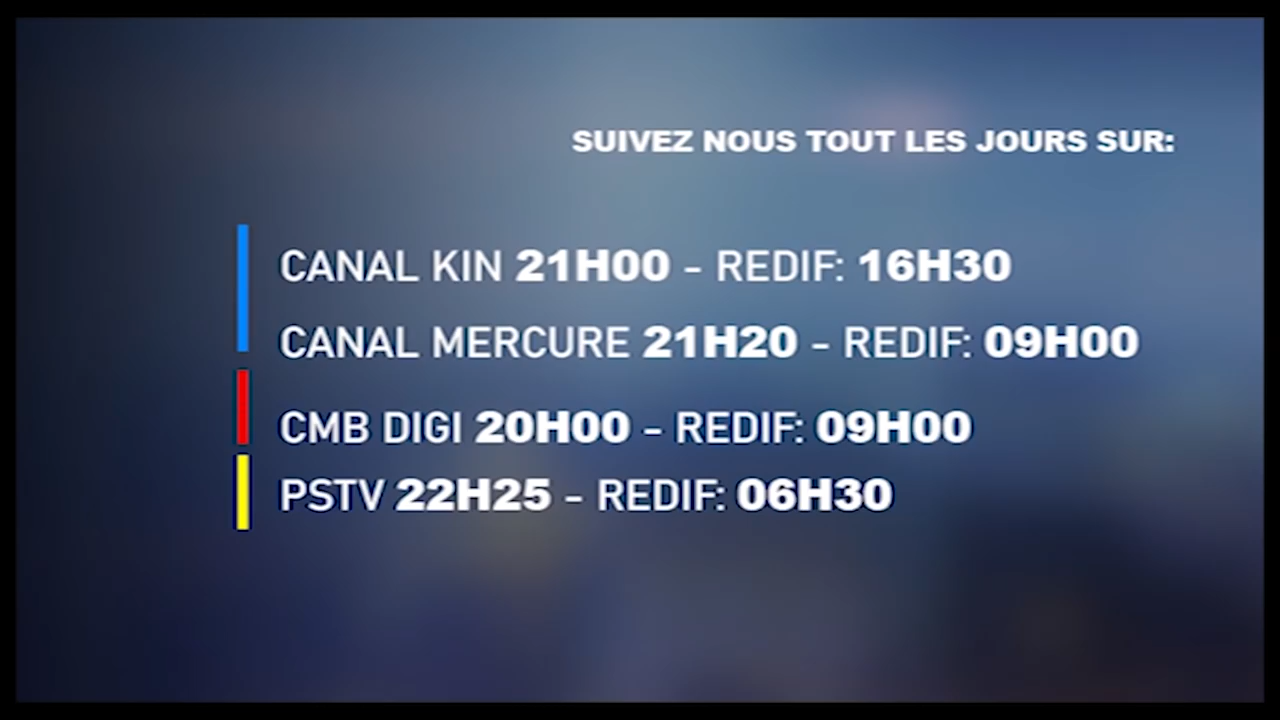 SUIVEZ NOUS TOUT LES JOURS SUR:
CANAL KIN 21H00 - REDIF: 16H30
CANAL MERCURE 21H20 - REDIF: 09H00
CMB DIGI 20H00 - REDIF: 09H00
PSTV 22H25 - REDIF: 06H30